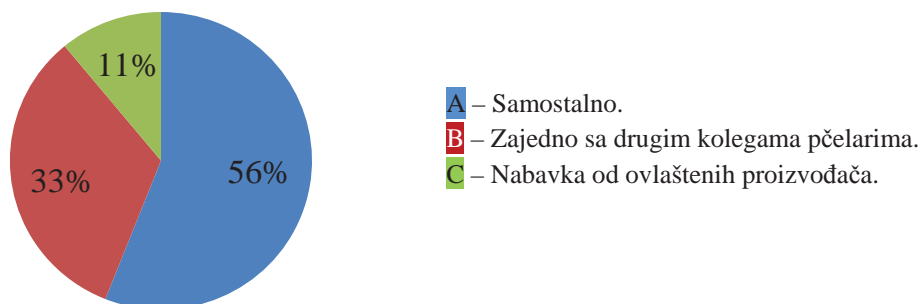 11%
A – Samostalno.
B – Zajedno sa drugim kolegama pčelarima.
33%
56%
C – Nabavka od ovlaštenih proizvođača.